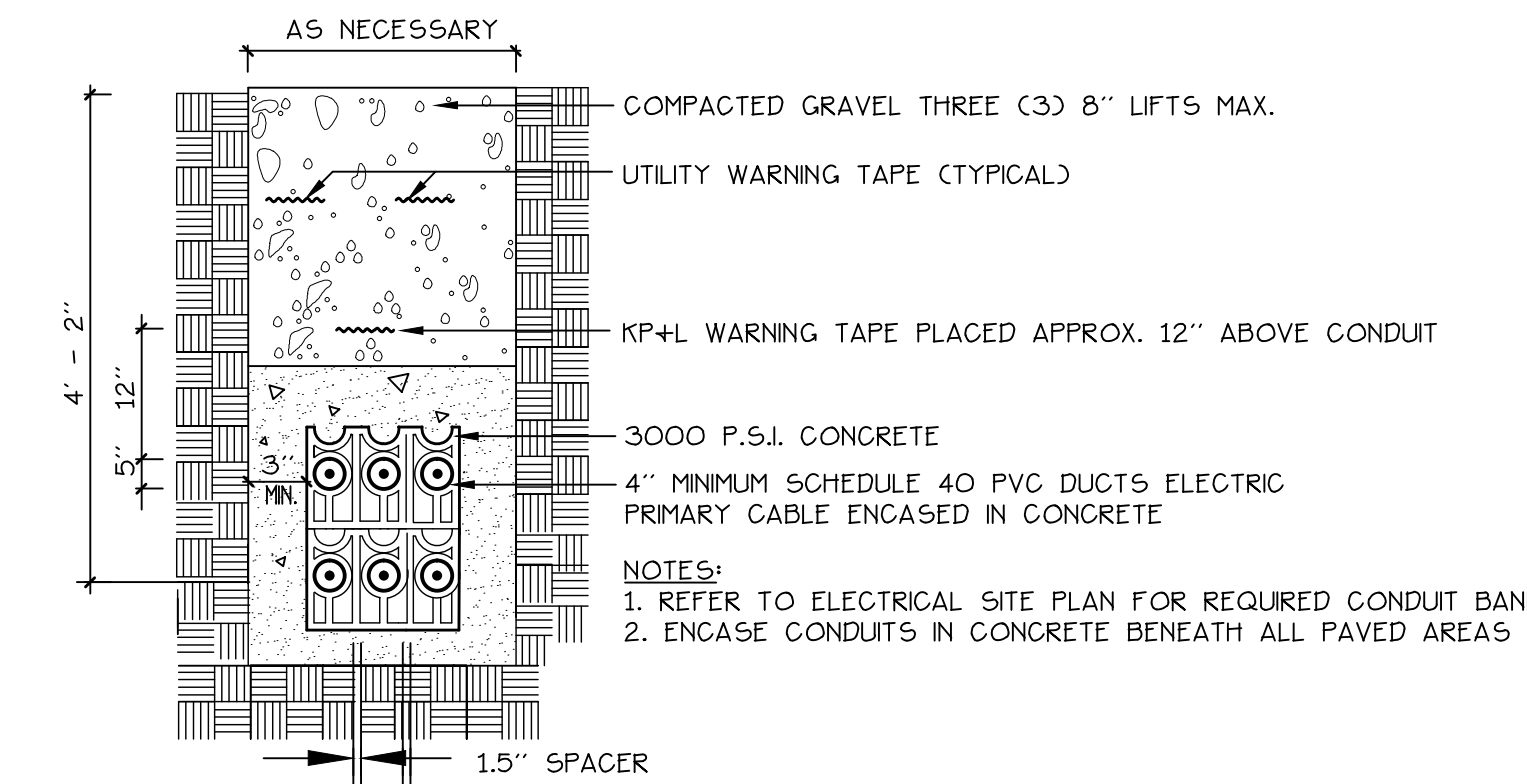 AS NECESSARY
COMPACTED GRAVEL THREE (3) 8" LIFTS MAX.
UTILITY WARNING TAPE (TYPICAL)
4' - 2"
12"
KP+L WARNING TAPE PLACED APPROX. 12" ABOVE CONDUIT
3000 P.S.I. CONCRETE
5"
3"
MIN.
4" MINIMUM SCHEDULE 40 PVC DUCTS ELECTRIC
PRIMARY CABLE ENCASED IN CONCRETE
NOTES:
1. REFER TO ELECTRICAL SITE PLAN FOR REQUIRED CONDUIT BAN
2. ENCASE CONDUITS IN CONCRETE BENEATH ALL PAVED AREAS
1.5" SPACER